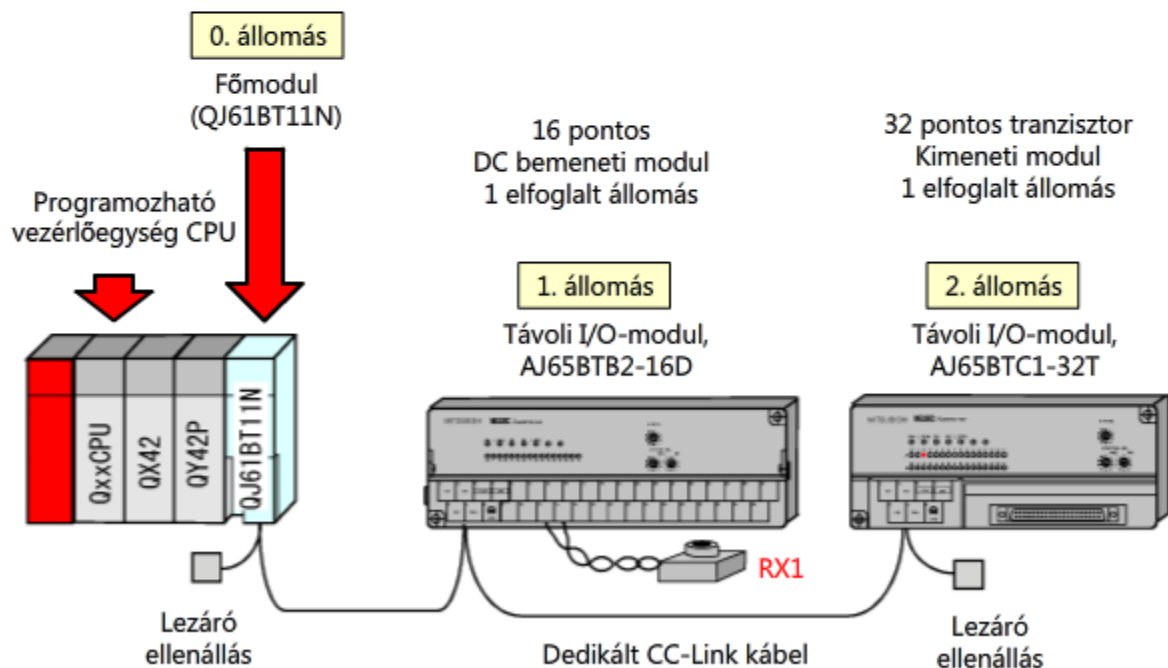 0. állomás
Főmodul
(QJ61BT11N)
Programozható
vezérlőegység CPU
16 pontos
DC bemeneti modul
1 elfoglalt állomás
32 pontos tranzisztor
Kimeneti modul
1 elfoglalt állomás
1. állomás
Távoli I/O-modul,
AJ65BTB2-16D
2. állomás
Távoli I/O-modul,
AJ65BTC1-32T
QxxCPU
QX42
QY42P
QJ61BT11N
MITSUBISHI
MITSUBISHI
RX1
Lezáró
ellenállás
Dedikált CC-Link kábel
Lezáró
ellenállás